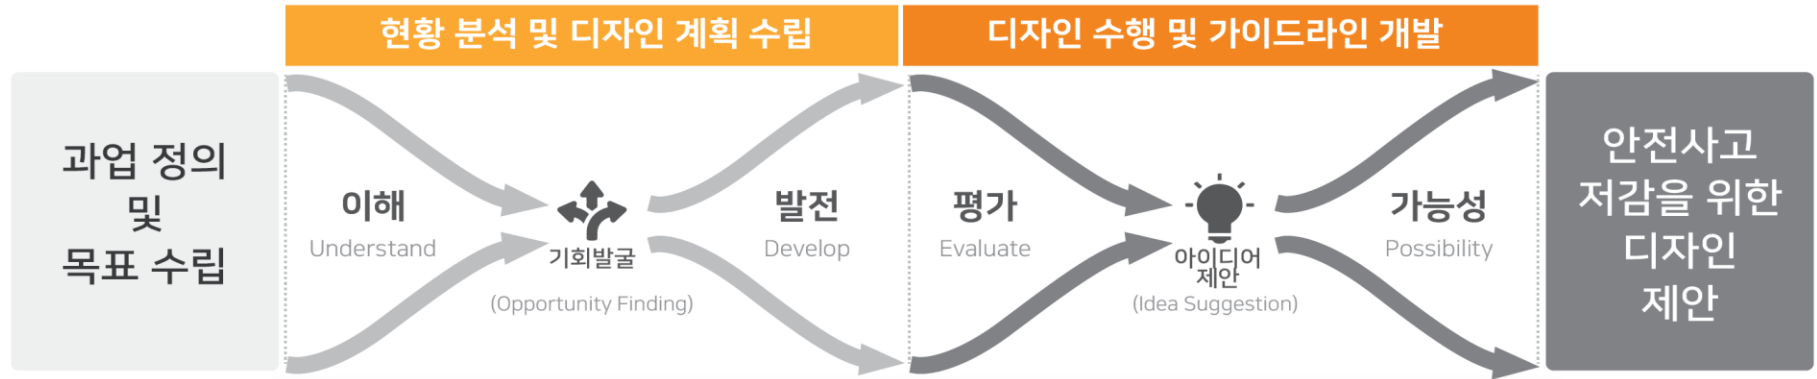 현황 분석 및 디자인 계획 수립
디자인 수행 및 가이드라인 개발
과업 정의
및
목표 수립
이해
Understand
기회발굴
(Opportunity Finding)
발전
Develop
평가
Evaluate
아이디어
제안
(Idea Suggestion)
가능성
Possibility
안전사고
저감을 위한
디자인
제안